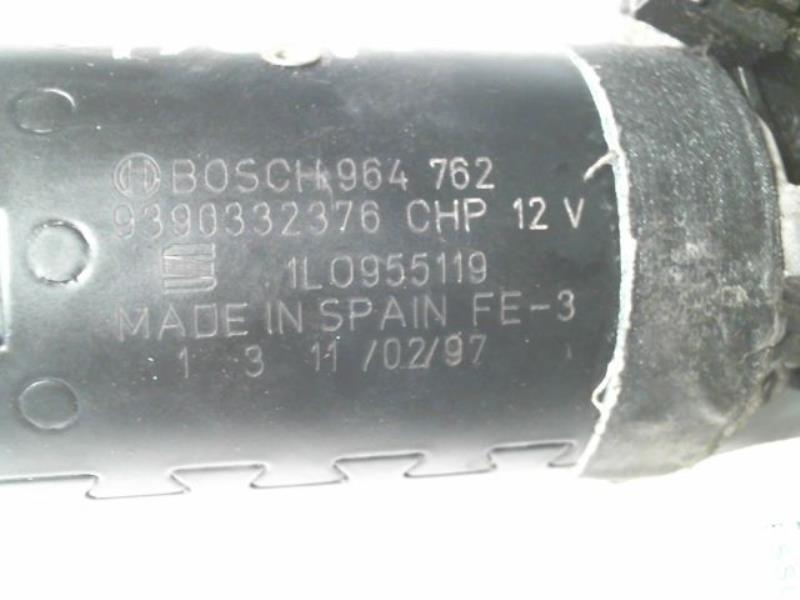 BOSCH 964 762
9390332376 CHP 12 V
1L0955119
MADE IN SPAIN FE-3
1 3 11/02/97